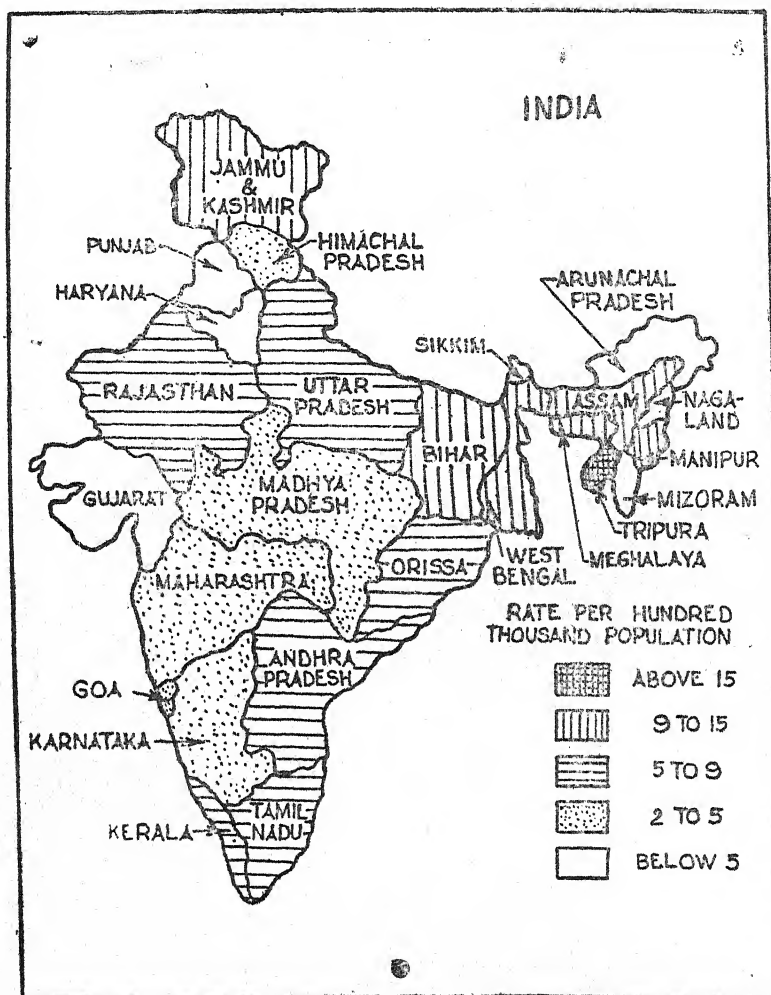 INDIA
JAMMU
&
KASHMIR
PUNJAB
HIMACHAL
PRADESH
HARYANA
ARUNACHAL
PRADESH
SIKKIM
RAJASTHAN
UTTAR
PRADESH
ASSAM
NAGA-
LAND
BIHAR
MANIPUR
GUJARAT
MADHYA
PRADESH
MIZORAM
TRIPURA
WEST
BENGAL
MEGHALAYA
ORISSA
MAHARASHTRA
RATE PER HUNDRED
THOUSAND POPULATION
ANDHRA
PRADESH
GOA
KARNATAKA
KERALA
TAMIL
NADU
ABOVE 15
9 TO 15
5 TO 9
2 TO 5
BELOW 5